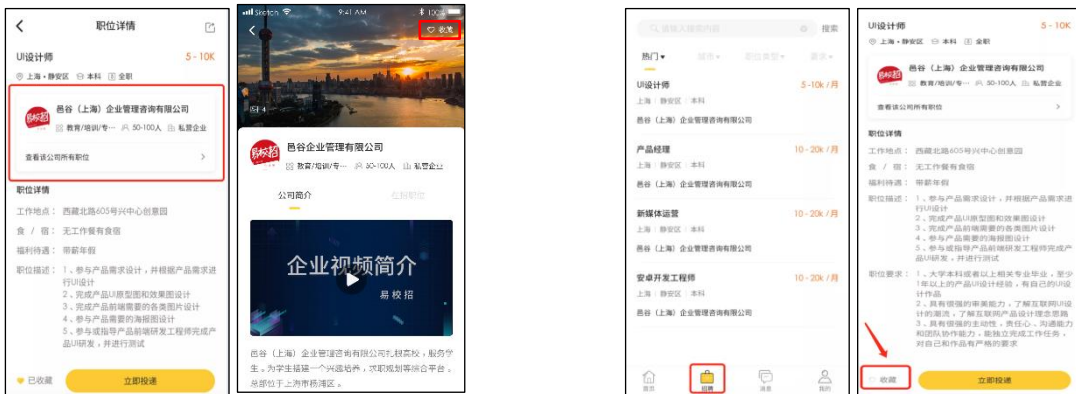 职位详情
UI设计师
5 - 10K
上海 • 静安区
本科
全职
易校招
邑谷（上海）企业管理咨询有限公司
教育/培训/专…
50-100人
私营企业
查看该公司所有职位
职位详情
工作地点： 西藏北路605号兴中心创意园
食 / 宿： 无工作餐有食宿
福利待遇： 带薪年假
职位描述： 1、参与产品需求设计，并根据产品需求进
行UI设计
2、完成产品UI原型图和效果图设计
3、完成产品前端需要的各类图片设计
4、参与产品需要的海报图设计
5、参与或指导产品前端研发工程师完成产
品UI研发，并进行测试
已收藏
立即投递
Sketch
9:41 AM
100%
收藏
4
易校招
邑谷企业管理有限公司
教育/培训/专…
50-100人
私营企业
公司简介
在招职位
企业视频简介
易校招
邑谷（上海）企业管理咨询有限公司扎根高校，服务学
生。为学生搭建一个兴趣培养，求职规划等综合平台。
总部位于上海市杨浦区。
请输入搜索内容
搜索
热门
城市
职位类型
要求
UI设计师
5 -10k /月
上海 | 静安区 | 本科
邑谷（上海）企业管理咨询有限公司
产品经理
10 - 20k /月
上海 | 静安区 | 本科
邑谷（上海）企业管理咨询有限公司
新媒体运营
10 - 20k /月
上海 | 静安区 | 本科
邑谷（上海）企业管理咨询有限公司
安卓开发工程师
10 - 20k /月
上海 | 静安区 | 本科
邑谷（上海）企业管理咨询有限公司
首页
招聘
消息
我的
UI设计师
5 - 10K
上海 • 静安区
本科
全职
易校招
邑谷（上海）企业管理咨询有限公司
教育/培训/专…
50-100人
私营企业
查看该公司所有职位
职位详情
工作地点： 西藏北路605号兴中心创意园
食 / 宿： 无工作餐有食宿
福利待遇： 带薪年假
职位描述： 1、参与产品需求设计，并根据产品需求进
行UI设计
2、完成产品UI原型图和效果图设计
3、完成产品前端需要的各类图片设计
4、参与产品需要的海报图设计
5、参与或指导产品前端研发工程师完成产
品UI研发，并进行测试
职位要求： 1、大学本科或者以上相关专业毕业，至少
1年以上的产品UI设计经验，有自己的UI设
计作品
2、具有很强的审美能力，了解互联网UI设
计的潮流，了解互联网产品设计理念思路
3、具有很强的主动性，责任心，沟通能力
和团队协作能力，能独立完成工作任务，
对自己和作品有严格的要求
收藏
立即投递